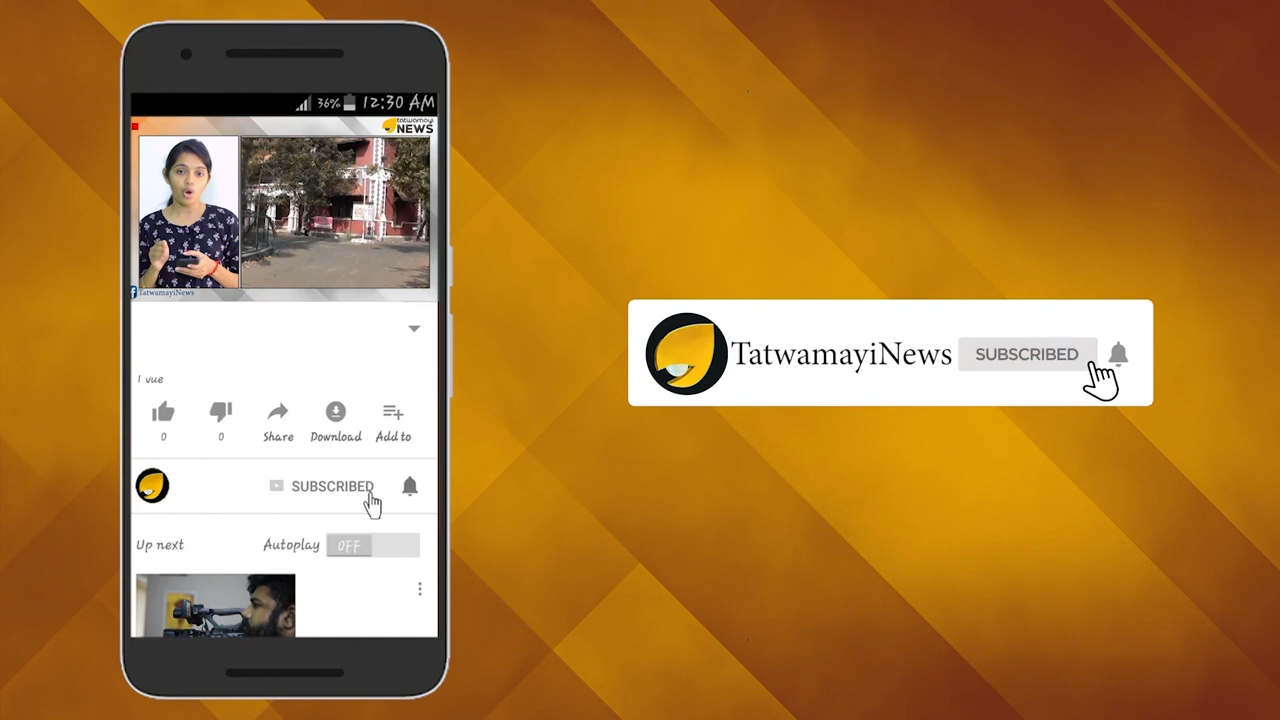 36% 12:30 AM
tatwamayi
NEWS
TatwamayiNews
1 vue
0 0 Share Download Add to
SUBSCRIBED
Up next Autoplay OFF
TatwamayiNews SUBSCRIBED